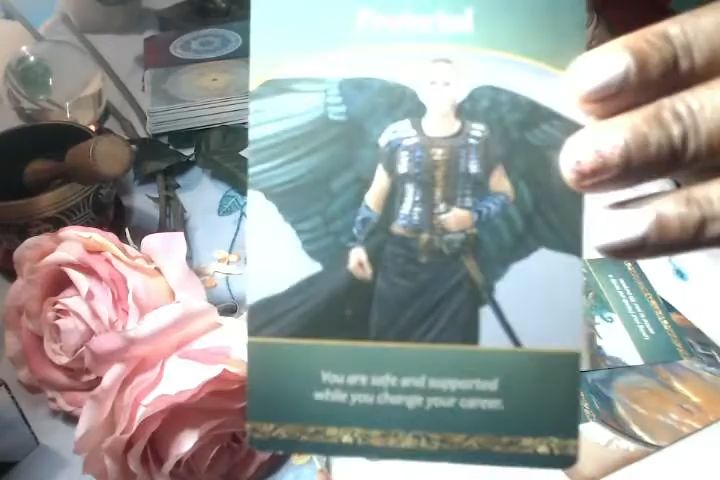 Protected
You are safe and supported
while you change your career.